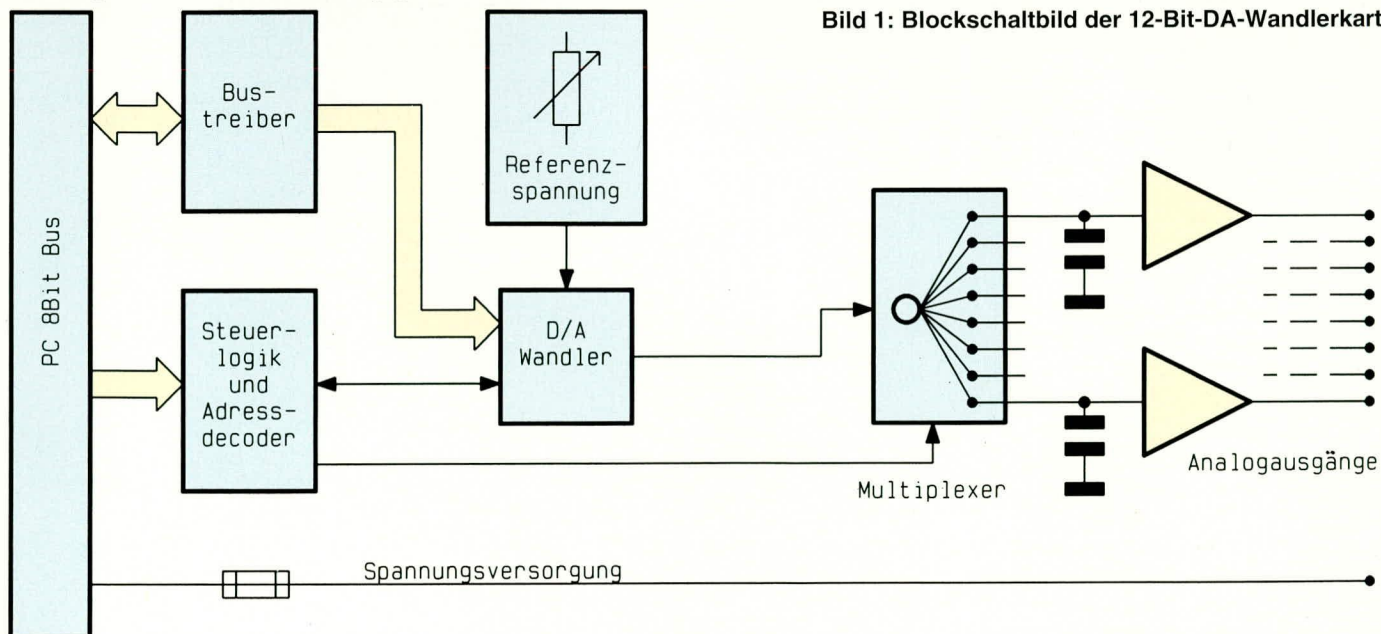 Bild 1: Blockschaltbild der 12-Bit-DA-Wandlerkart
PC 8Bit Bus
Bus-
treiber
Referenz-
spannung
Steuer-
logik
und
Adress-
decoder
D/A
Wandler
Multiplexer
Analogausgänge
Spannungsversorgung